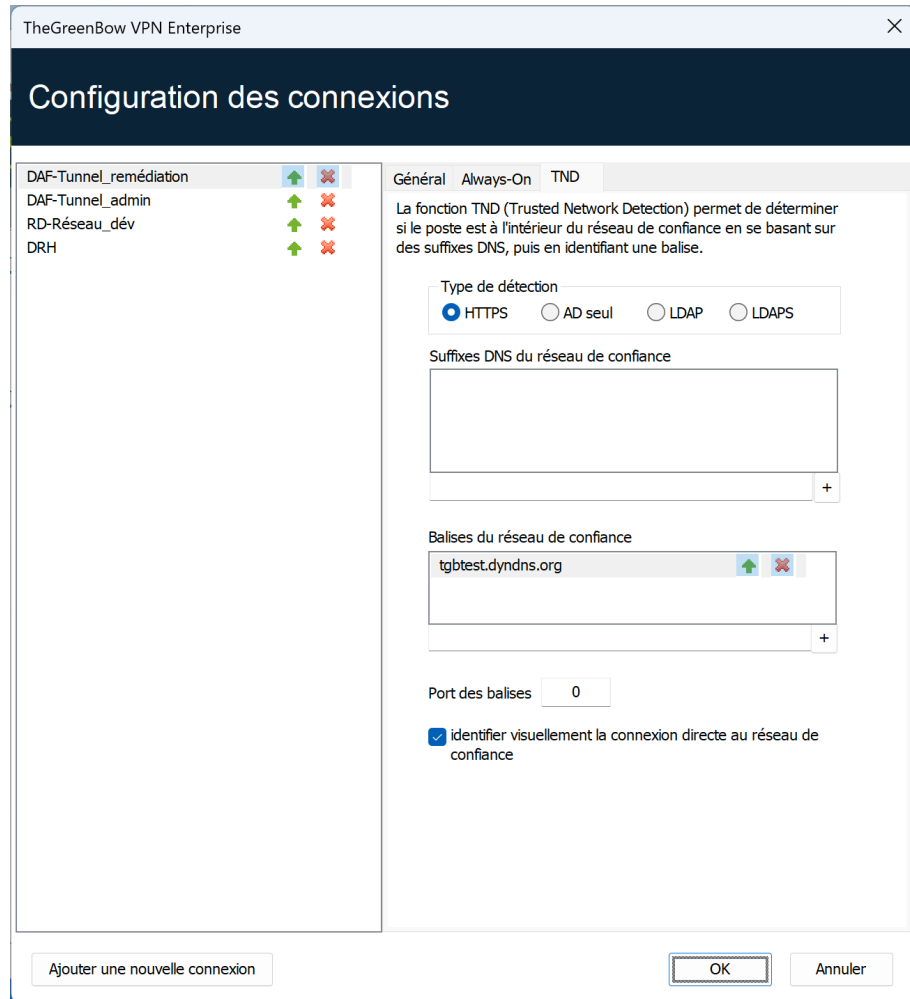 TheGreenBow VPN Enterprise
Configuration des connexions
DAF-Tunnel_remédiation
DAF-Tunnel_admin
RD-Réseau_dév
DRH
Général Always-On TND
La fonction TND (Trusted Network Detection) permet de déterminer
si le poste est à l'intérieur du réseau de confiance en se basant sur
des suffixes DNS, puis en identifiant une balise.
Type de détection
HTTPS AD seul LDAP LDAPS
Suffixes DNS du réseau de confiance
+
Balises du réseau de confiance
tgbtest.dyndns.org
+
Port des balises 0
identifier visuellement la connexion directe au réseau de
confiance
Ajouter une nouvelle connexion OK Annuler